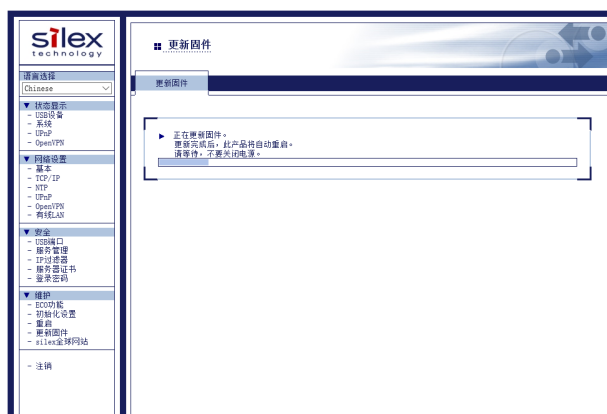 silex
technology
语言选择
Chinese
▼ 状态显示
- USB设备
- 系统
- UPnP
- OpenVPN
▼ 网络设置
- 基本
- TCP/IP
- NTP
- UPnP
- OpenVPN
- 有线LAN
▼ 安全
- USB端口
- 服务管理
- IP过滤器
- 服务器证书
- 登录密码
▼ 维护
- ECO功能
- 初始化设置
- 重启
- 更新固件
- silex全球网站
- 注销
更新固件
更新固件
▶ 正在更新固件。
更新完成后，此产品将自动重启。
请等待，不要关闭电源。